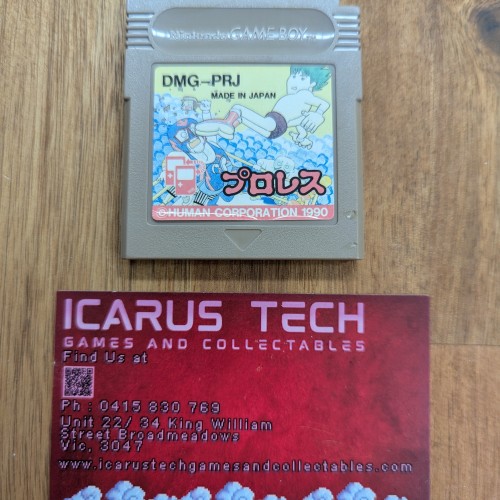 Nintendo GAME BOY
DMG-PRJ
MADE IN JAPAN
プロレス
©HUMAN CORPORATION 1990
ICARUS TECH
GAMES AND COLLECTABLES
Find Us at
Ph : 0415 830 769
Unit 22/ 34 King William
Street Broadmeadows
Vic, 3047
www.icarustechgamesandcollectables.com